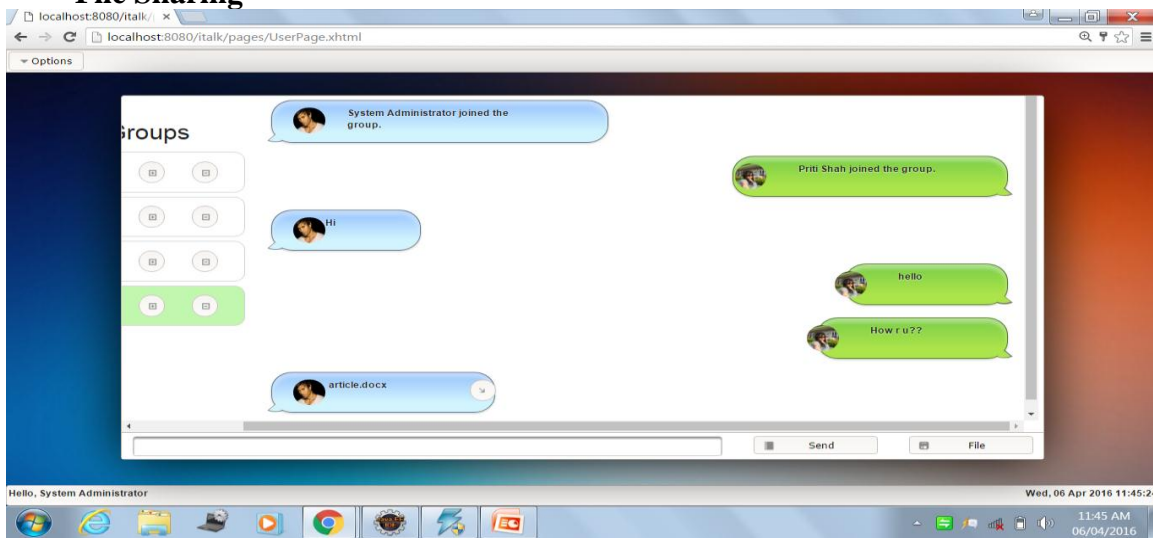 File Sharing
localhost:8080/italk/
localhost:8080/italk/pages/UserPage.xhtml
Options
System Administrator joined the
group.
Groups
Priti Shah joined the group.
Hi
hello
How r u??
article.docx
Send
File
Hello, System Administrator
Wed, 06 Apr 2016 11:45:2
11:45 AM
06/04/2016